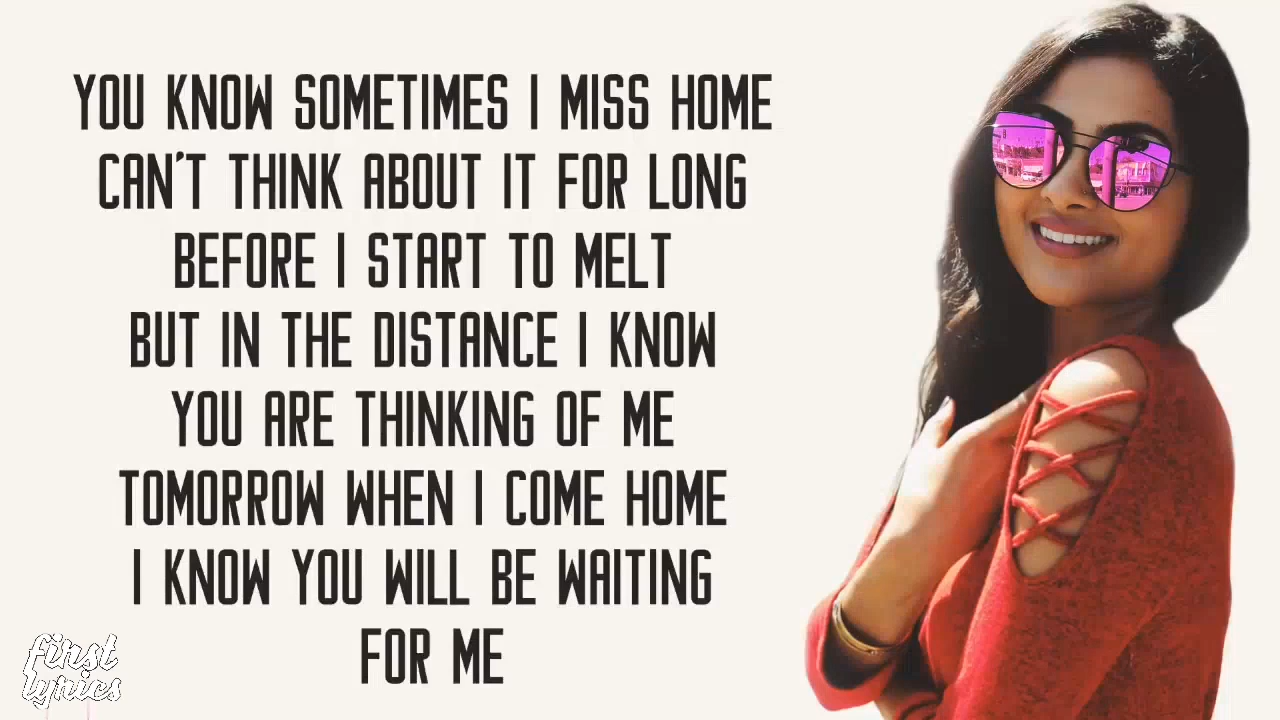 YOU KNOW SOMETIMES I MISS HOME
CAN'T THINK ABOUT IT FOR LONG
BEFORE I START TO MELT
BUT IN THE DISTANCE I KNOW
YOU ARE THINKING OF ME
TOMORROW WHEN I COME HOME
I KNOW YOU WILL BE WAITING
FOR ME
first
lyrics